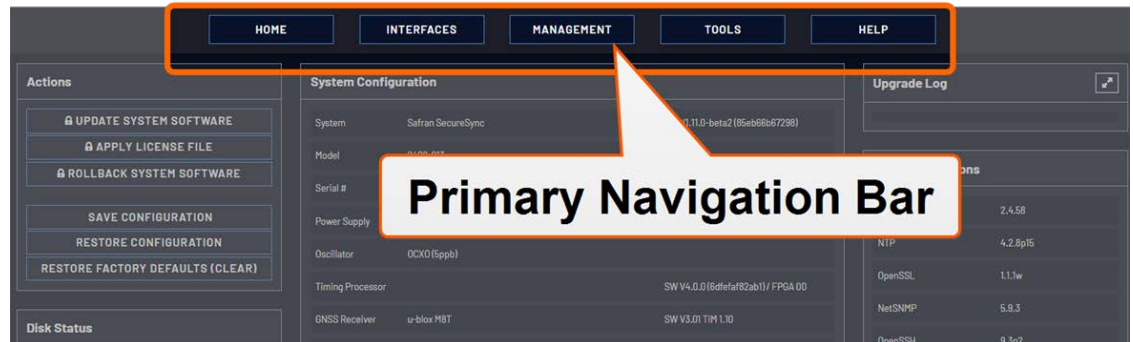 HOME
INTERFACES
MANAGEMENT
TOOLS
HELP
Actions
UPDATE SYSTEM SOFTWARE
APPLY LICENSE FILE
ROLLBACK SYSTEM SOFTWARE
SAVE CONFIGURATION
RESTORE CONFIGURATION
RESTORE FACTORY DEFAULTS (CLEAR)
Disk Status
System Configuration
System Safran SecureSync 1.11.0-beta2 (85eb66b67298)
Model
Serial #
Power Supply
Oscillator OCXO (5ppb)
Timing Processor SW V4.0.0 (6dfefaf82ab1) / FPGA 00
GNSS Receiver u-blox M8T SW V3.01 TIM 1.10
Primary Navigation Bar
Upgrade Log
2.4.58
NTP 4.2.8p15
OpenSSL 1.1.1w
NetSNMP 5.9.3
OpenSSH 9.3p2